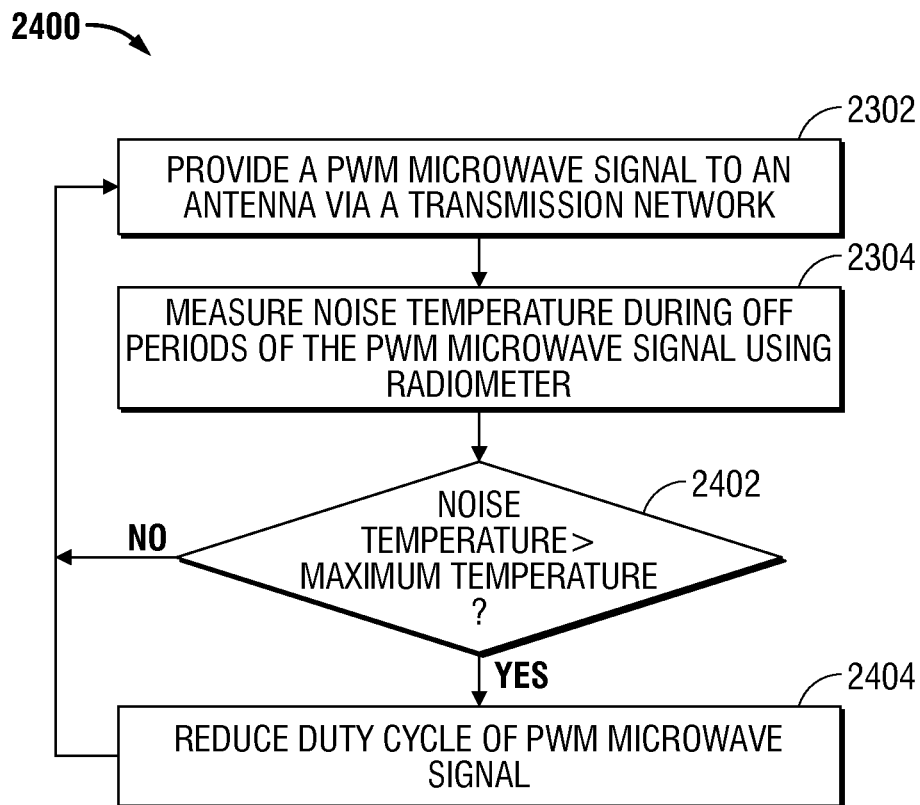 2400
2302
PROVIDE A PWM MICROWAVE SIGNAL TO AN
ANTENNA VIA A TRANSMISSION NETWORK
2304
MEASURE NOISE TEMPERATURE DURING OFF
PERIODS OF THE PWM MICROWAVE SIGNAL USING
RADIOMETER
2402
NOISE
TEMPERATURE>
MAXIMUM TEMPERATURE
?
NO
YES
2404
REDUCE DUTY CYCLE OF PWM MICROWAVE
SIGNAL